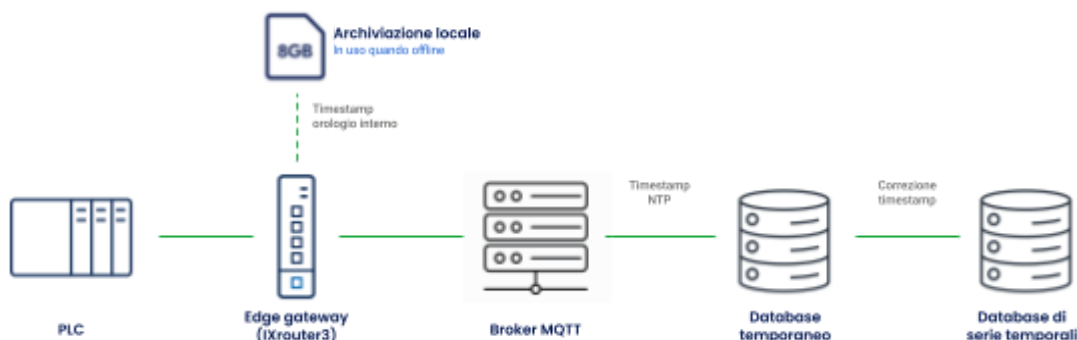 8GB
Archiviazione locale
In uso quando offline
Timestamp
orologio interno
Timestamp
NTP
Correzione
timestamp
PLC
Edge gateway
(IXrouter3)
Broker MQTT
Database
temporaneo
Database di
serie temporali